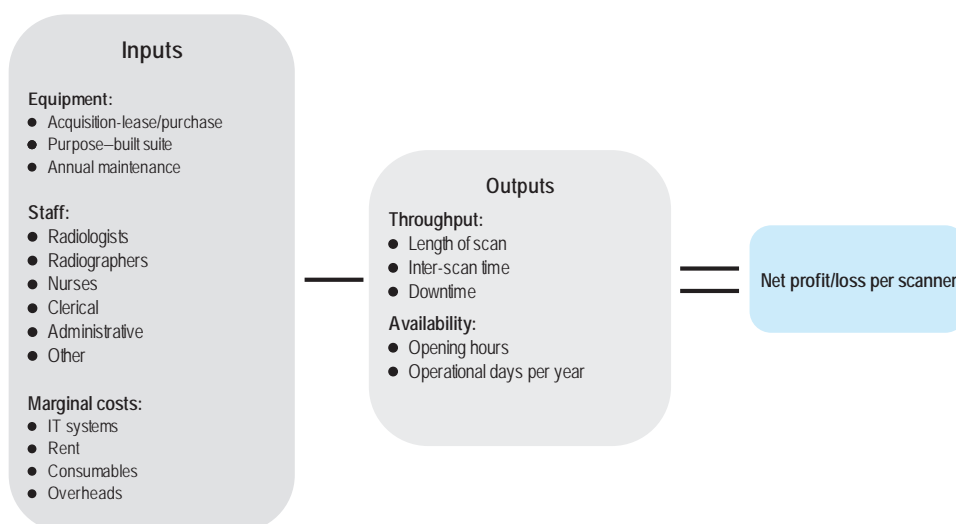 Inputs
Equipment:
● Acquisition-lease/purchase
● Purpose–built suite
● Annual maintenance
Staff:
● Radiologists
● Radiographers
● Nurses
● Clerical
● Administrative
● Other
Marginal costs:
● IT systems
● Rent
● Consumables
● Overheads
Outputs
Throughput:
● Length of scan
● Inter-scan time
● Downtime
Availability:
● Opening hours
● Operational days per year
Net profit/loss per scanner